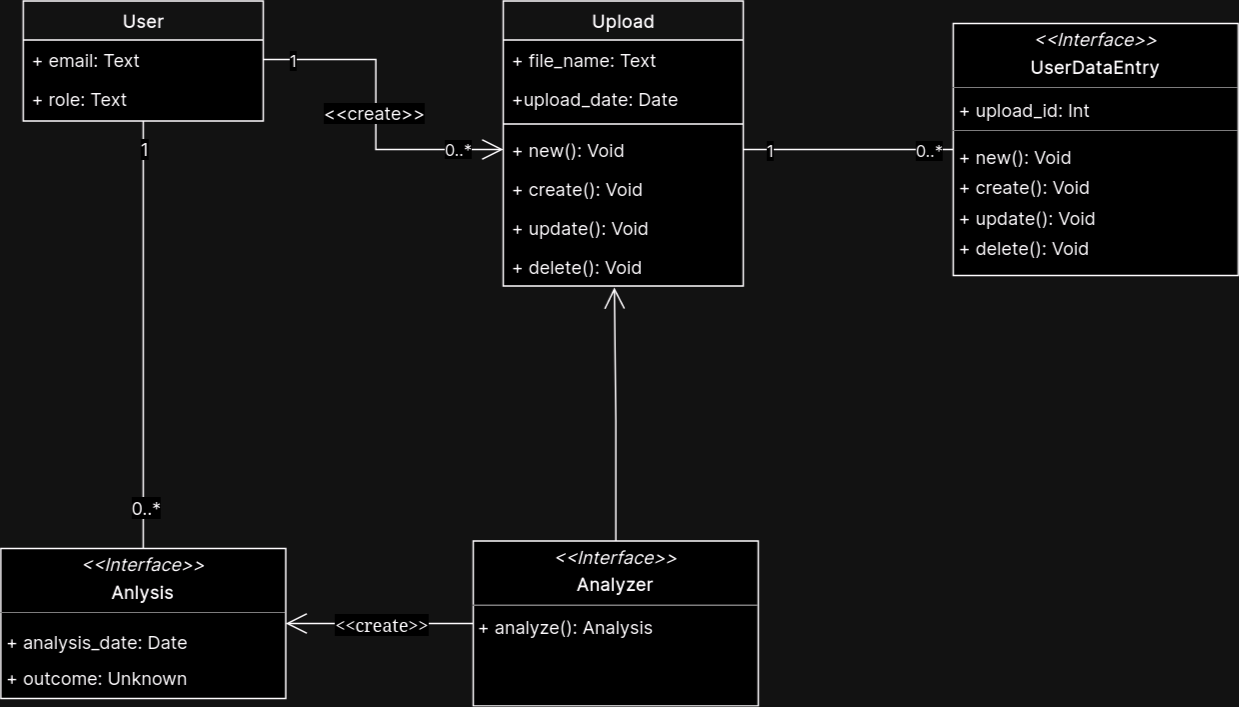 User
+ email: Text
+ role: Text
1
<<create>>
0..*
Upload
+ file_name: Text
+upload_date: Date
+ new(): Void
+ create(): Void
+ update(): Void
+ delete(): Void
1
0..*
<<Interface>>
UserDataEntry
+ upload_id: Int
+ new(): Void
+ create(): Void
+ update(): Void
+ delete(): Void
1
0..*
<<Interface>>
Anlysis
+ analysis_date: Date
+ outcome: Unknown
<<create>>
<<Interface>>
Analyzer
+ analyze(): Analysis